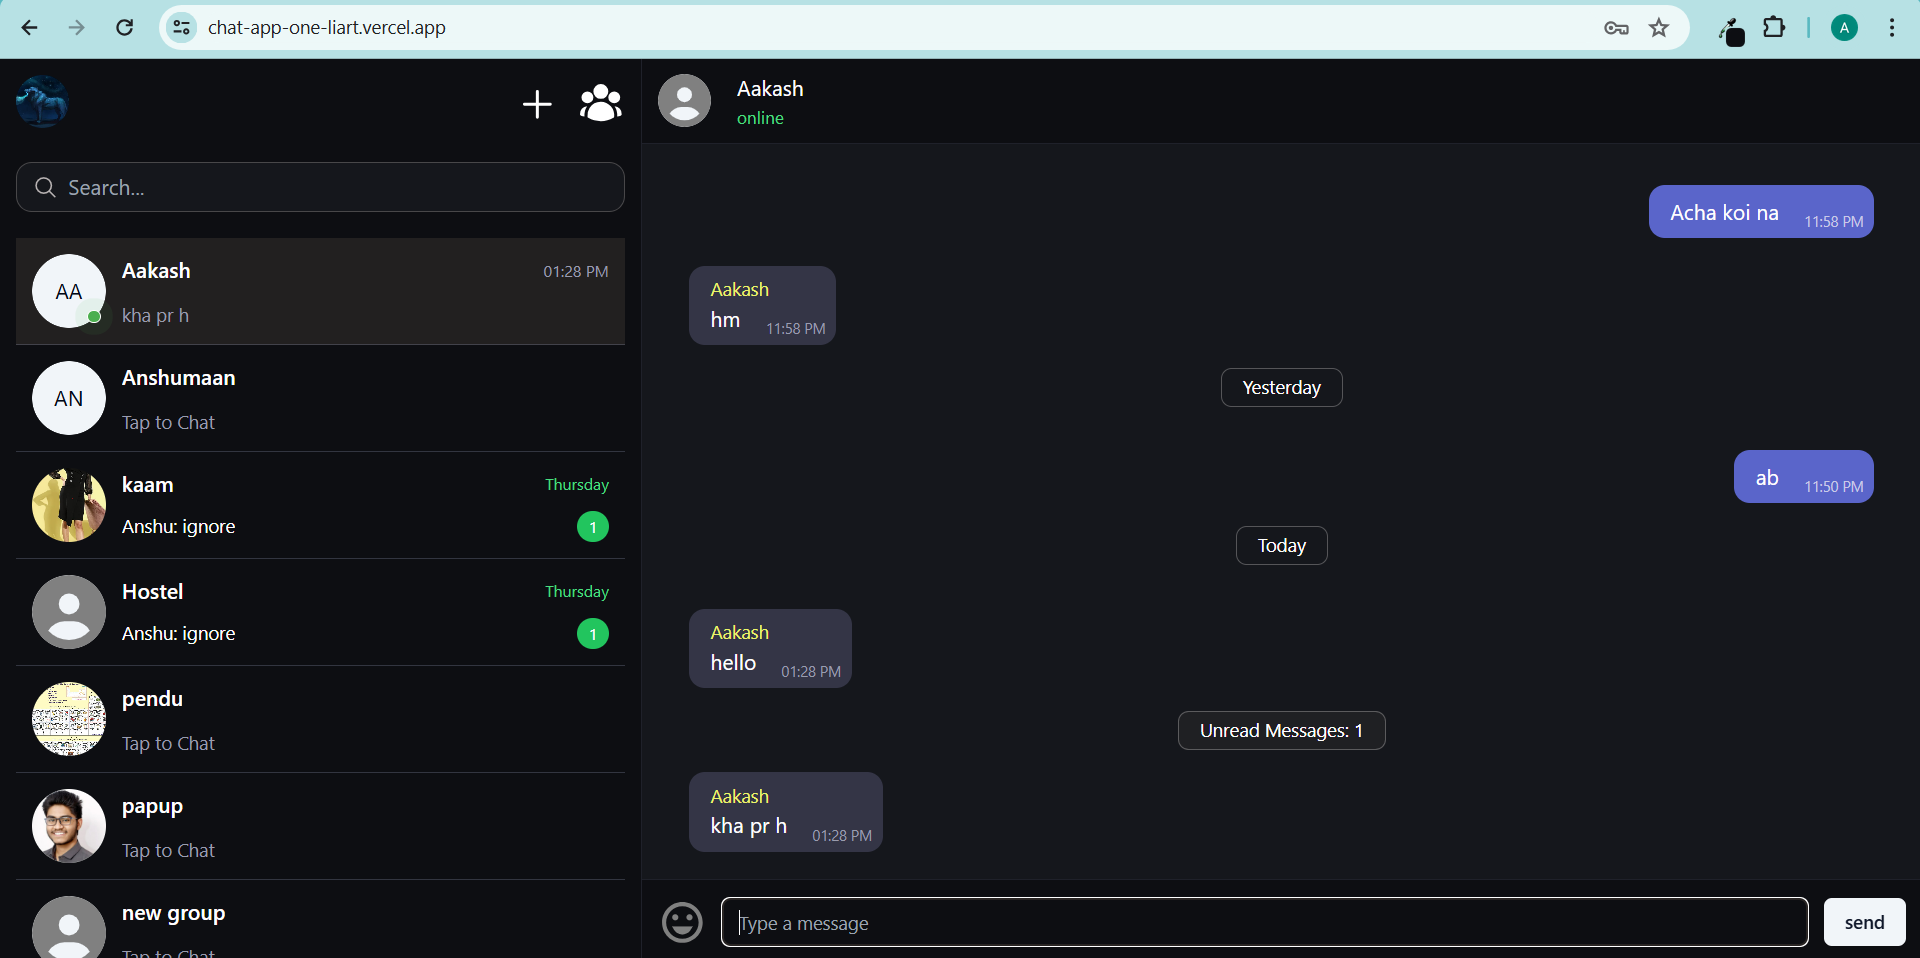 chat-app-one-liart.vercel.app
A
Search...
AA
Aakash
01:28 PM
kha pr h
AN
Anshumaan
Tap to Chat
kaam
Thursday
Anshu: ignore
1
Hostel
Thursday
Anshu: ignore
1
pendu
Tap to Chat
papup
Tap to Chat
new group
Tap to Chat
Aakash
online
Acha koi na
11:58 PM
Aakash
hm
11:58 PM
Yesterday
ab
11:50 PM
Today
Aakash
hello
01:28 PM
Unread Messages: 1
Aakash
kha pr h
01:28 PM
Type a message
send